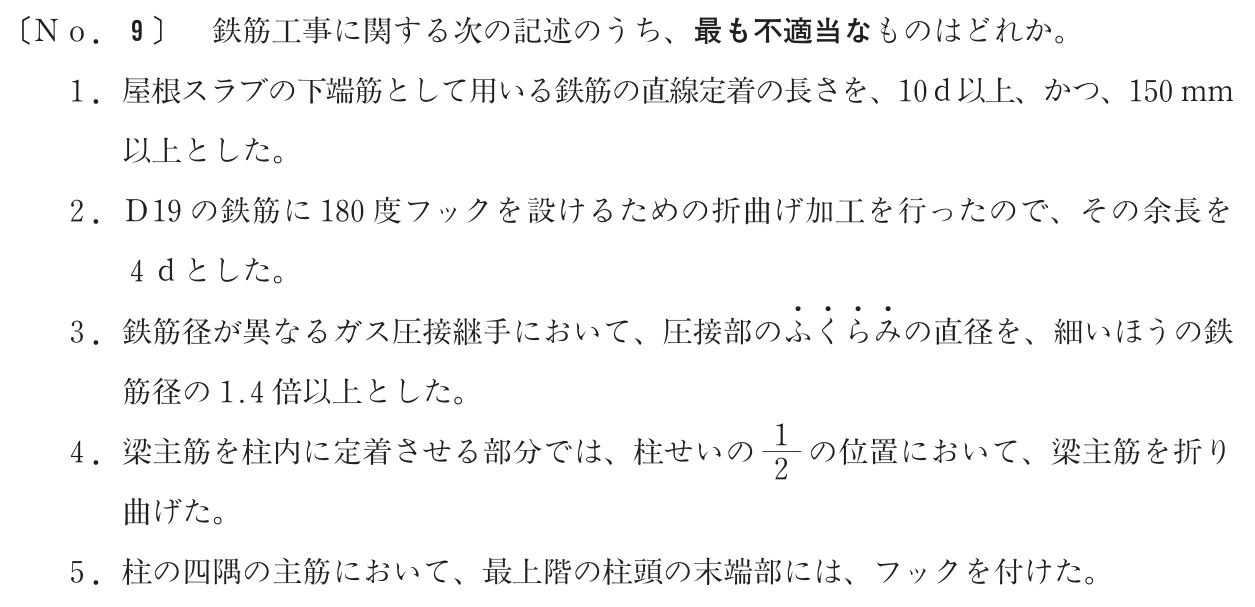 〔Ｎｏ．９〕　鉄筋工事に関する次の記述のうち、最も不適当なものはどれか。
１．屋根スラブの下端筋として用いる鉄筋の直線定着の長さを、10ｄ以上、かつ、150 mm
以上とした。
２．Ｄ19 の鉄筋に 180 度フックを設けるための折曲げ加工を行ったので、その余長を
４ｄとした。
３．鉄筋径が異なるガス圧接継手において、圧接部のふくらみの直径を、細いほうの鉄
筋径の 1.4 倍以上とした。
４．梁主筋を柱内に定着させる部分では、柱せいの 1/2 の位置において、梁主筋を折り
曲げた。
５．柱の四隅の主筋において、最上階の柱頭の末端部には、フックを付けた。